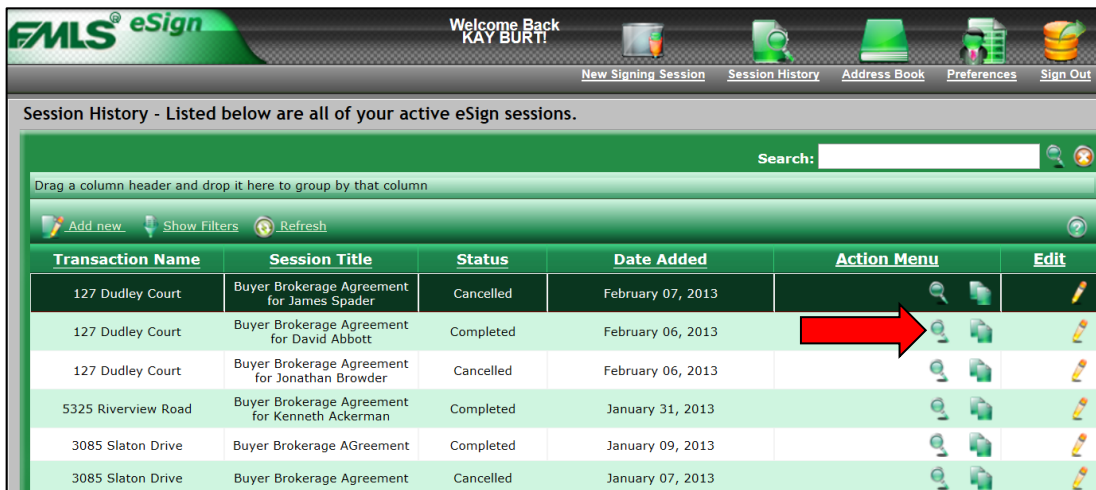 FMLS® eSign
Welcome Back
KAY BURT!
New Signing Session Session History Address Book Preferences Sign Out
Session History - Listed below are all of your active eSign sessions.
Search:
Drag a column header and drop it here to group by that column
Add new Show Filters Refresh
Transaction Name Session Title Status Date Added Action Menu Edit
127 Dudley Court Buyer Brokerage Agreement for James Spader Cancelled February 07, 2013
127 Dudley Court Buyer Brokerage Agreement for David Abbott Completed February 06, 2013
127 Dudley Court Buyer Brokerage Agreement for Jonathan Browder Cancelled February 06, 2013
5325 Riverview Road Buyer Brokerage Agreement for Kenneth Ackerman Completed January 31, 2013
3085 Slaton Drive Buyer Brokerage AGreement Completed January 09, 2013
3085 Slaton Drive Buyer Brokerage Agreement Cancelled January 07, 2013